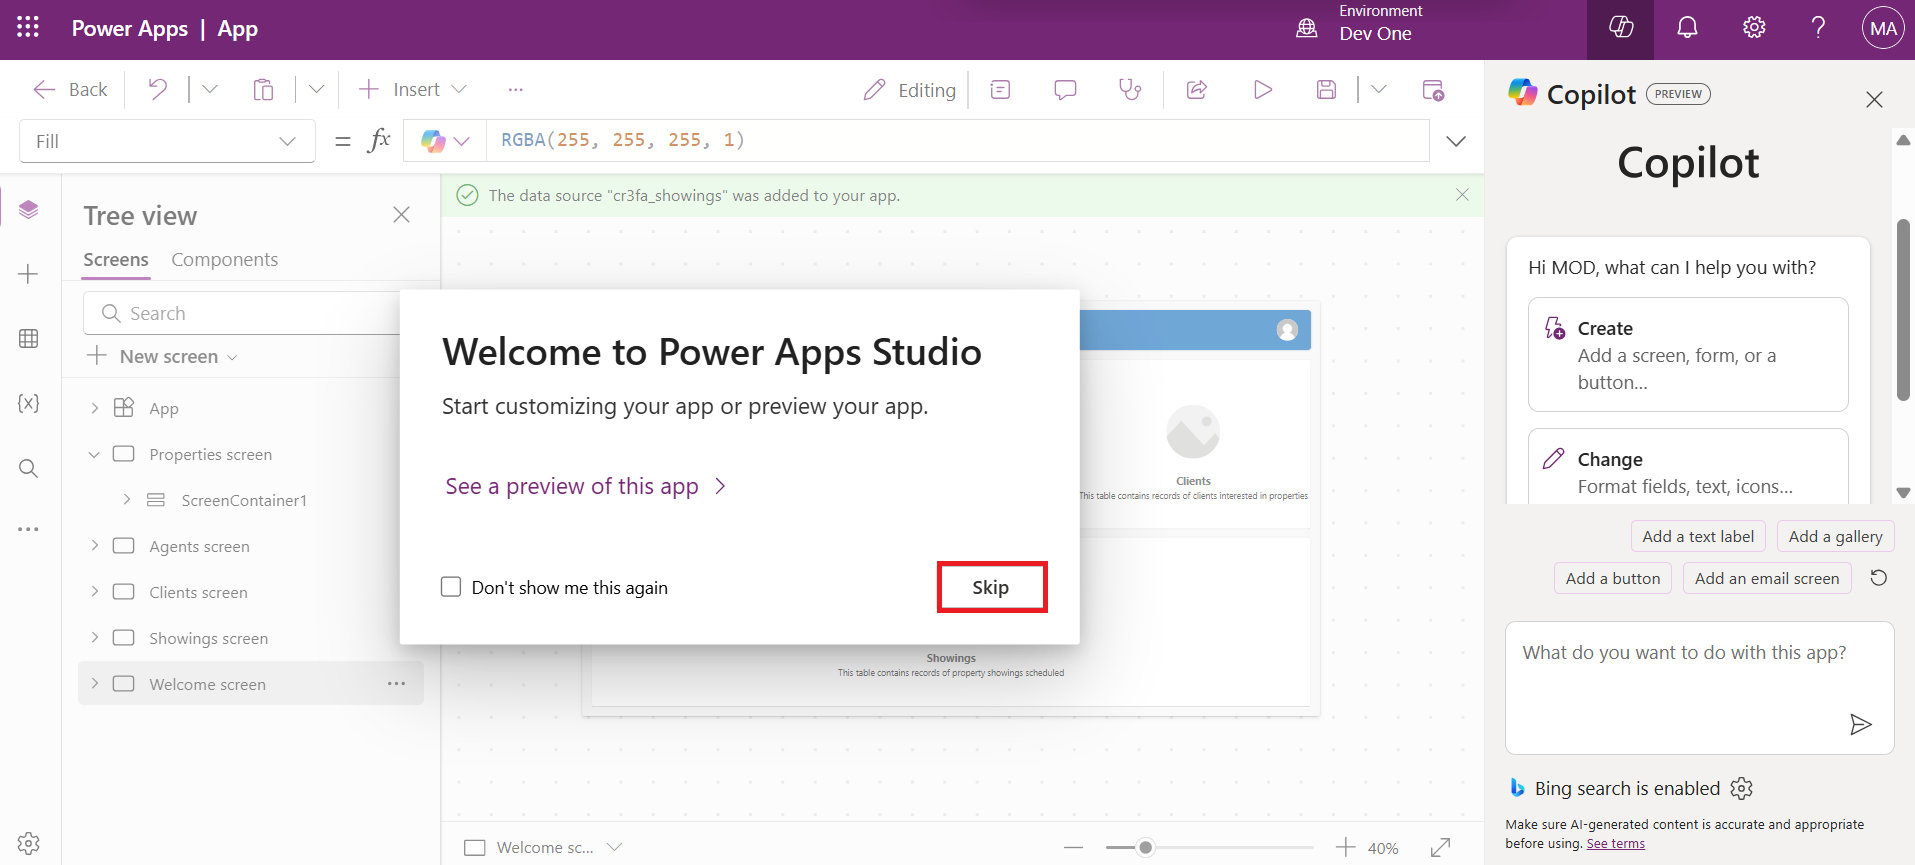 Power Apps | App
Environment
Dev One
MA
Back
Insert
...
Editing
Fill
=
fx
RGBA(255, 255, 255, 1)
Tree view
Screens
Components
Search
New screen
App
Properties screen
ScreenContainer1
Agents screen
Clients screen
Showings screen
Welcome screen
...
The data source "cr3fa_showings" was added to your app.
Welcome to Power Apps Studio
Start customizing your app or preview your app.
See a preview of this app
Don't show me this again
Skip
Clients
This table contains records of clients interested in properties
Showings
This table contains records of property showings scheduled
Welcome sc...
40%
Copilot
PREVIEW
Copilot
Hi MOD, what can I help you with?
Create
Add a screen, form, or a
button...
Change
Format fields, text, icons...
Add a text label
Add a gallery
Add a button
Add an email screen
What do you want to do with this app?
Bing search is enabled
Make sure AI-generated content is accurate and appropriate
before using. See terms